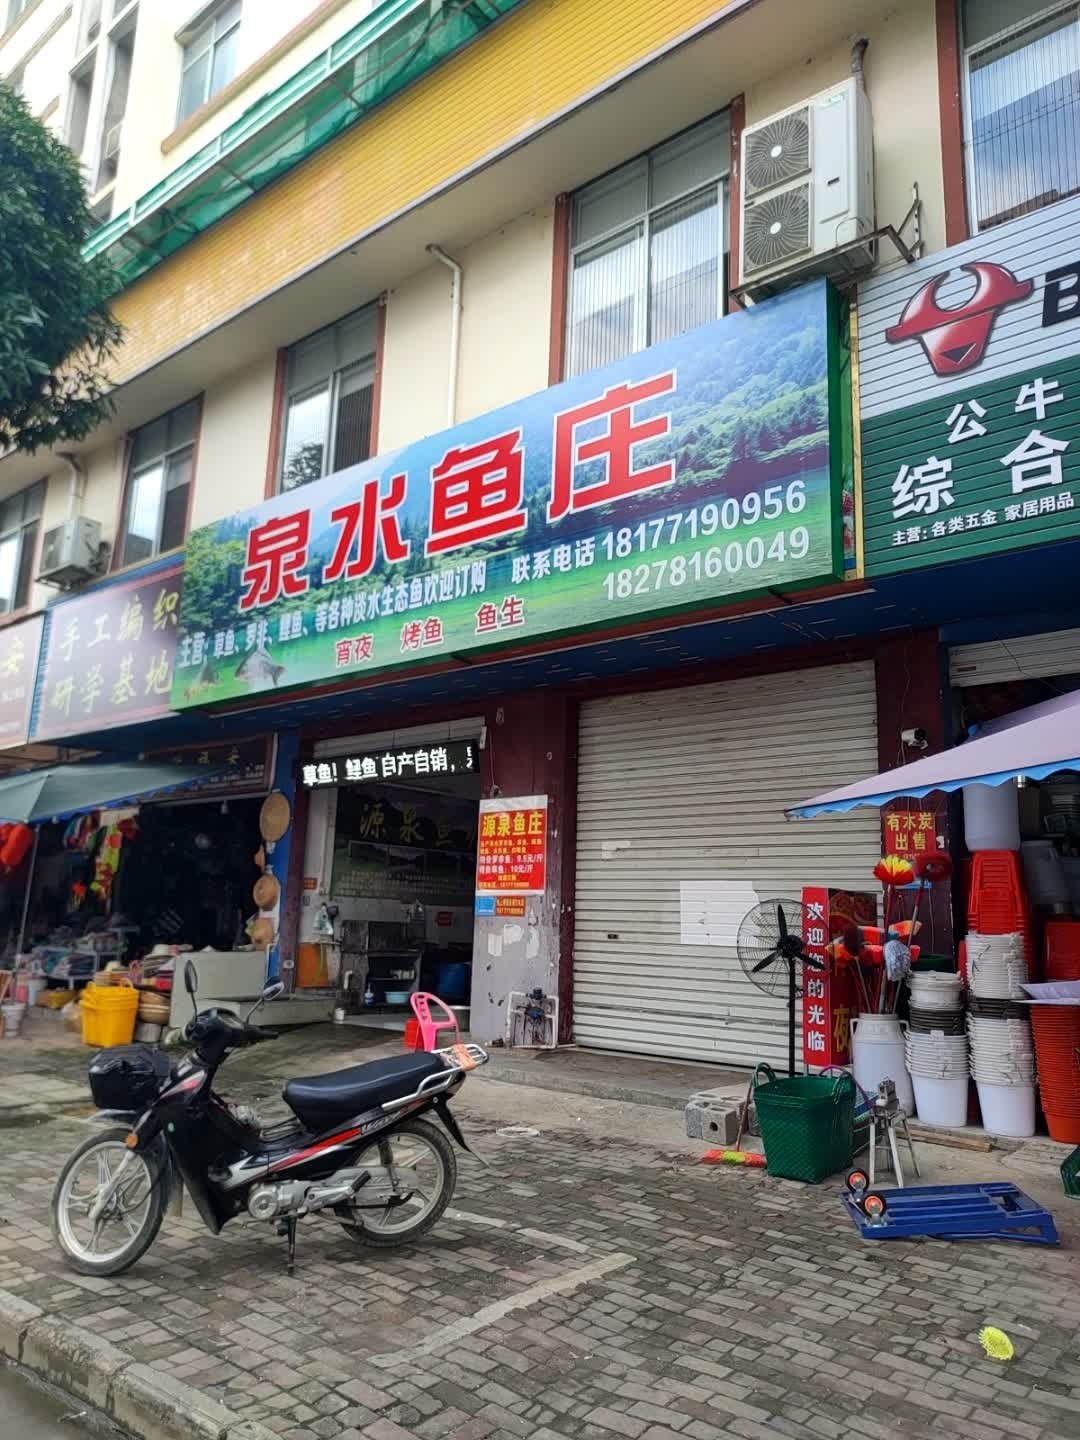 泉水鱼庄
主营：草鱼、罗非、鲤鱼、等各种淡水生态鱼欢迎订购
联系电话 18177190956
18278160049
宵夜 烤鱼 鱼生
公牛
综合
主营：各类五金 家居用品
手工编织
研学基地
安
草鱼！鲤鱼 自产自销，
源泉鱼
源泉鱼庄
有木炭
出售
欢迎您的光临